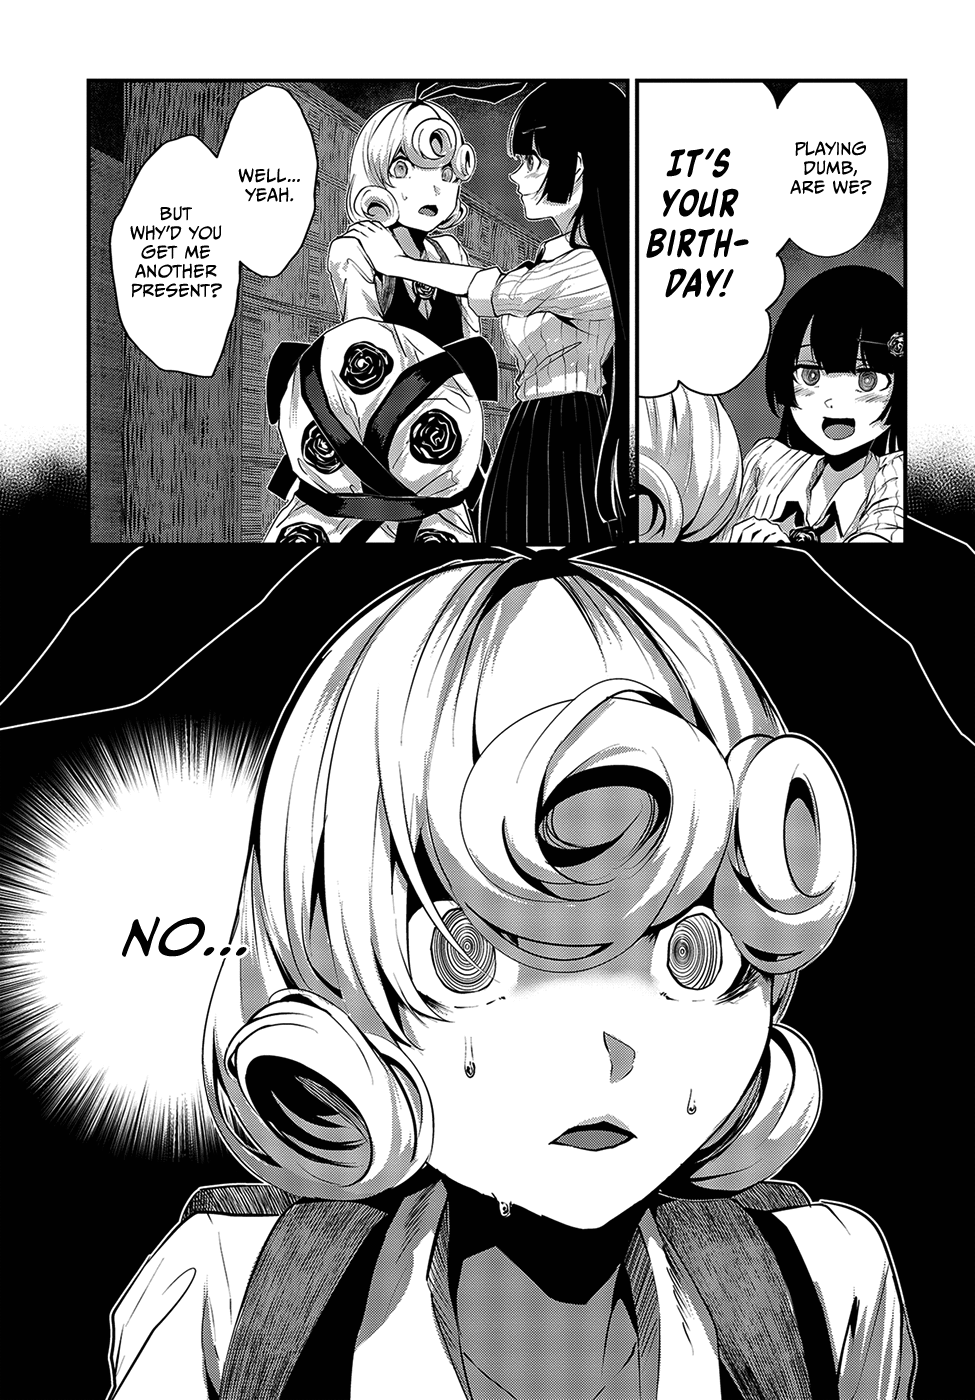 PLAYING
DUMB,
ARE WE?
IT'S
YOUR
BIRTH-
DAY!
WELL...
YEAH.
BUT
WHY'D YOU
GET ME
ANOTHER
PRESENT?
NO...